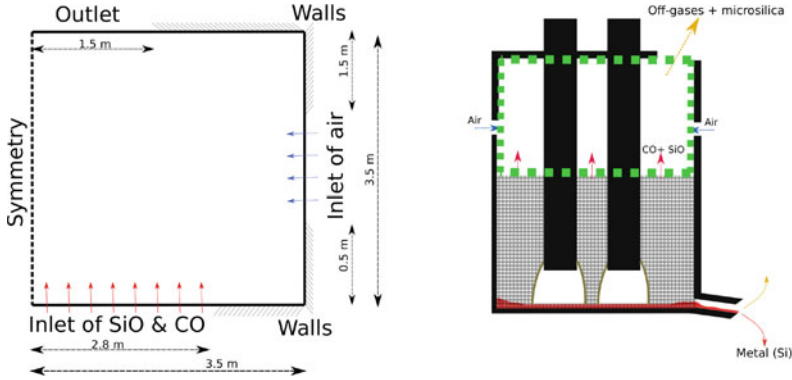 Outlet
Walls
1.5 m
1.5 m
Symmetry
Inlet of air
3.5 m
0.5 m
Inlet of SiO & CO
Walls
2.8 m
3.5 m
Off-gases + microsilica
Air
Air
CO+ SiO
Metal (Si)